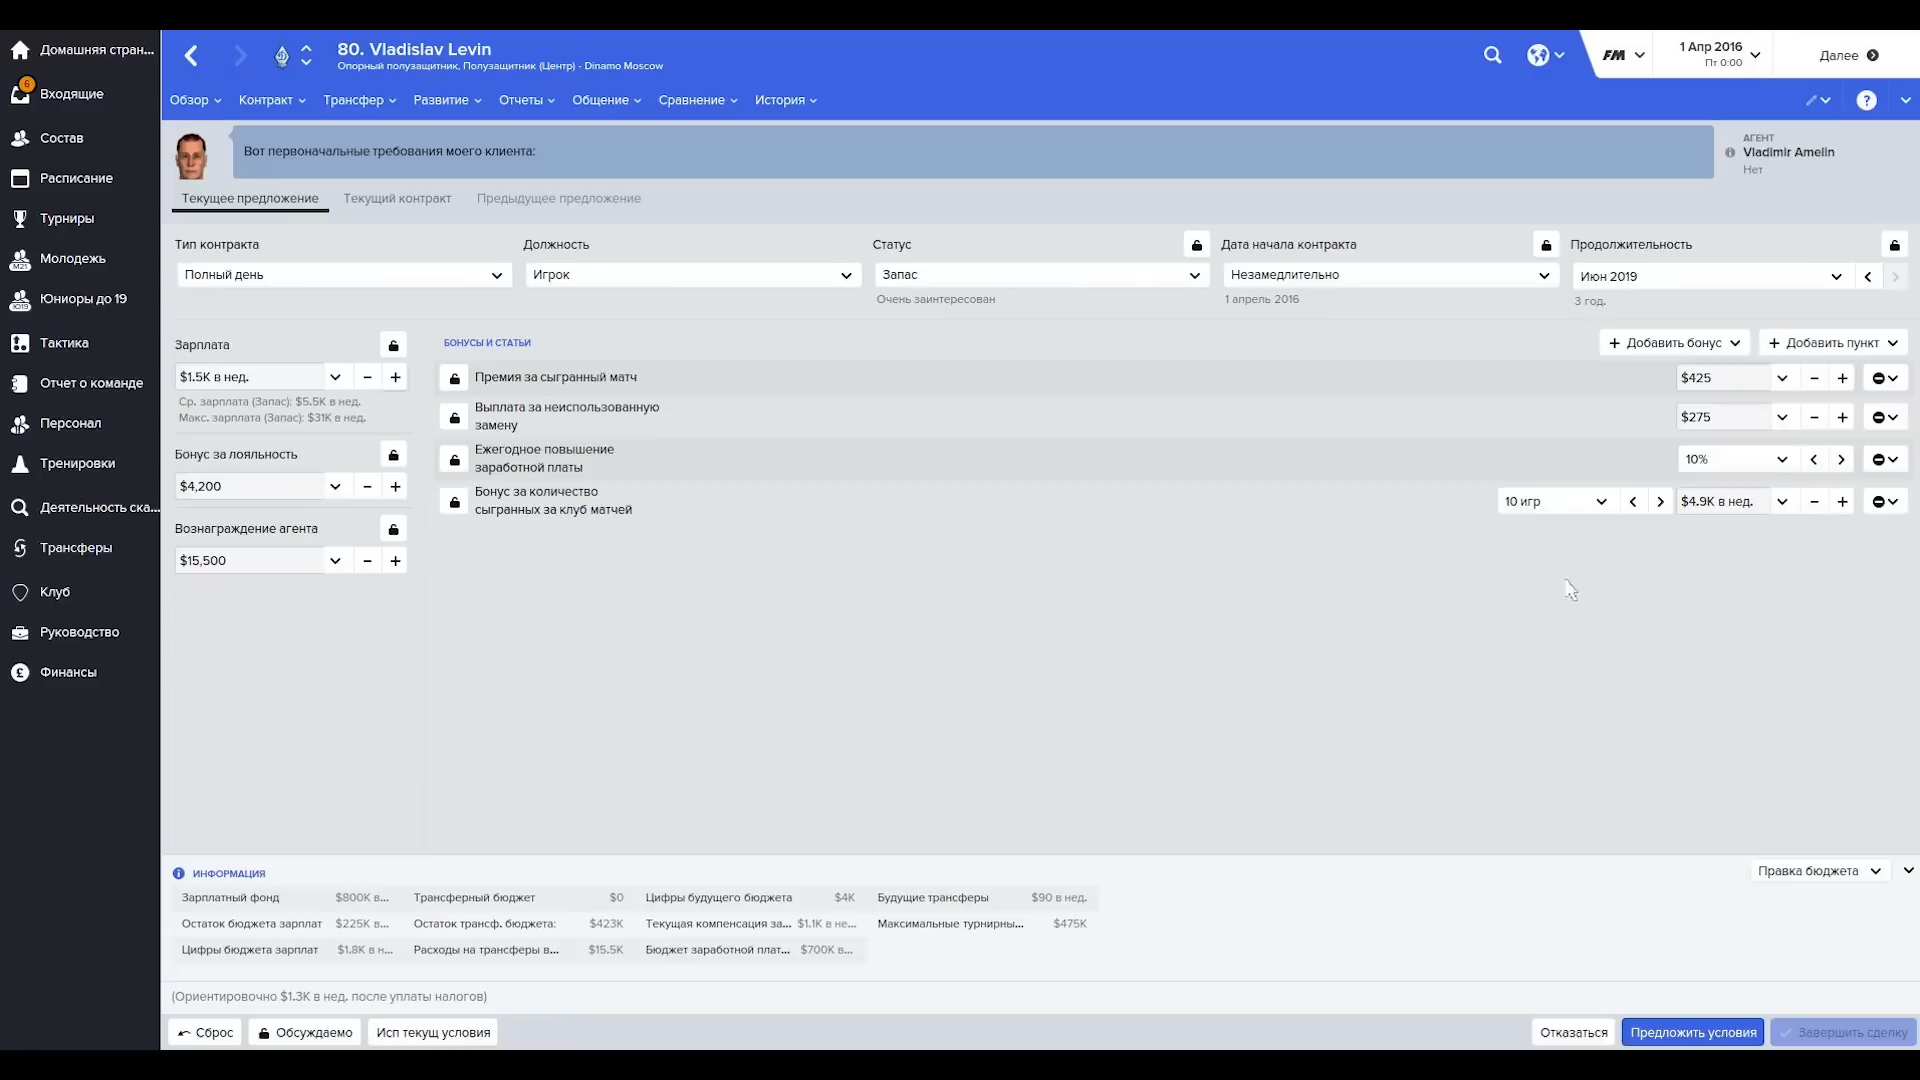 Домашняя стран...
6
Входящие
Состав
Расписание
Турниры
M21
Молодежь
Ю19
Юниоры до 19
Тактика
Отчет о команде
Персонал
Тренировки
Деятельность ска...
Трансферы
Клуб
Руководство
Финансы
80. Vladislav Levin
Опорный полузащитник, Полузащитник (Центр) - Dinamo Moscow
FM
1 Апр 2016
Пт 0:00
Далее
Обзор
Контракт
Трансфер
Развитие
Отчеты
Общение
Сравнение
История
?
Вот первоначальные требования моего клиента:
АГЕНТ
Vladimir Amelin
Нет
Текущее предложение
Текущий контракт
Предыдущее предложение
Тип контракта
Должность
Статус
Дата начала контракта
Продолжительность
Полный день
Игрок
Запас
Незамедлительно
Июн 2019
Очень заинтересован
1 апрель 2016
3 год.
Зарплата
$1.5K в нед.
Ср. зарплата (Запас): $5.5K в нед.
Макс. зарплата (Запас): $31K в нед.
Бонус за лояльность
$4,200
Вознаграждение агента
$15,500
БОНУСЫ И СТАТЬИ
Добавить бонус
Добавить пункт
Премия за сыгранный матч
$425
Выплата за неиспользованную
замену
$275
Ежегодное повышение
заработной платы
10%
Бонус за количество
сыгранных за клуб матчей
10 игр
$4.9K в нед.
ИНФОРМАЦИЯ
Правка бюджета
Зарплатный фонд $800K в...
Трансферный бюджет $0
Цифры будущего бюджета $4K
Будущие трансферы $90 в нед.
Остаток бюджета зарплат $225K в...
Остаток трансф. бюджета: $423K
Текущая компенсация за... $1.1K в не...
Максимальные турнирны... $475K
Цифры бюджета зарплат $1.8K в н...
Расходы на трансферы в... $15.5K
Бюджет заработной плат... $700K в...
(Ориентировочно $1.3K в нед. после уплаты налогов)
Сброс
Обсуждаемо
Исп текущ условия
Отказаться
Предложить условия
Завершить сделку